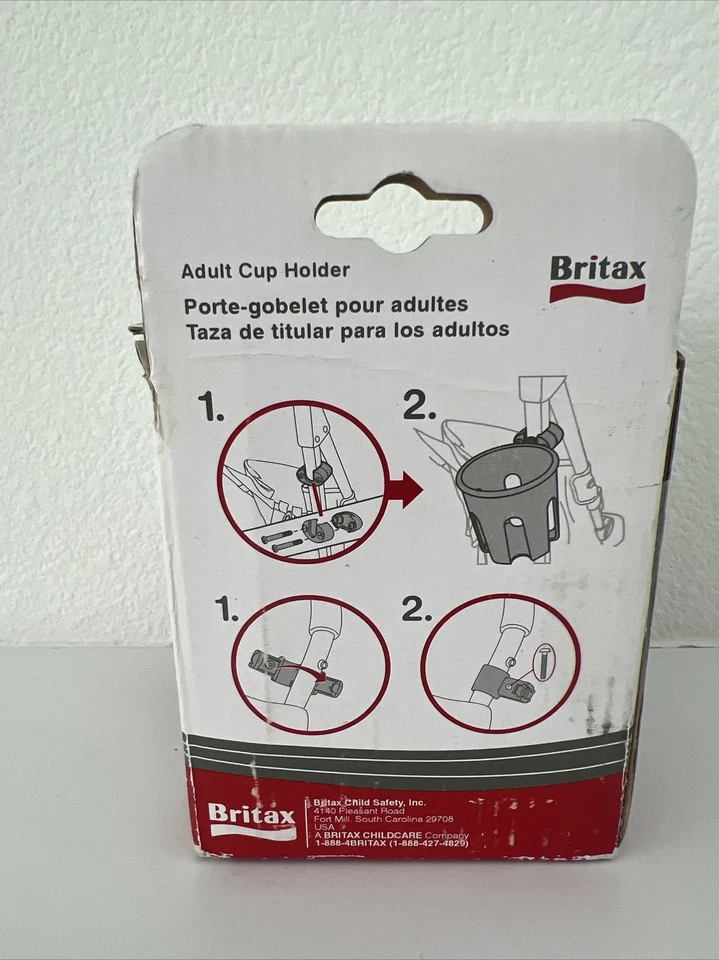 Adult Cup Holder
Britax
Porte-gobelet pour adultes
Taza de titular para los adultos
1.
2.
1.
2.
Britax
Britax Child Safety, Inc.
4140 Pleasant Road
Fort Mill, South Carolina 29708
USA
A BRITAX CHILDCARE Company
1-888-4BRITAX (1-888-427-4829)